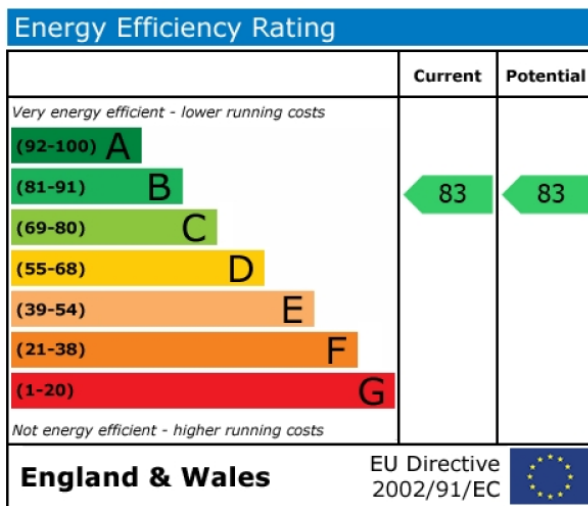 Energy Efficiency Rating
Current Potential
Very energy efficient - lower running costs
(92-100) A
(81-91) B 83 83
(69-80) C
(55-68) D
(39-54) E
(21-38) F
(1-20) G
Not energy efficient - higher running costs
England & Wales
EU Directive
2002/91/EC